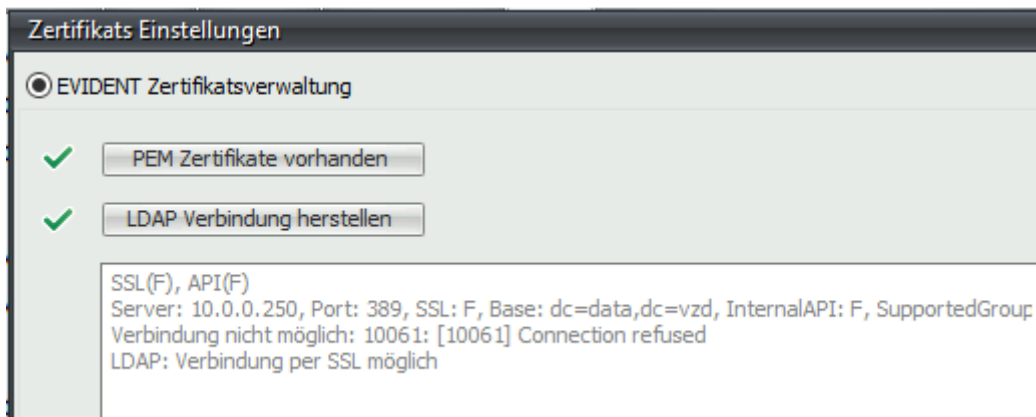 Zertifikats Einstellungen
EVIDENT Zertifikatsverwaltung
PEM Zertifikate vorhanden
LDAP Verbindung herstellen
SSL(F), API(F)
Server: 10.0.0.250, Port: 389, SSL: F, Base: dc=data,dc=vzd, InternalAPI: F, SupportedGroup
Verbindung nicht möglich: 10061: [10061] Connection refused
LDAP: Verbindung per SSL möglich